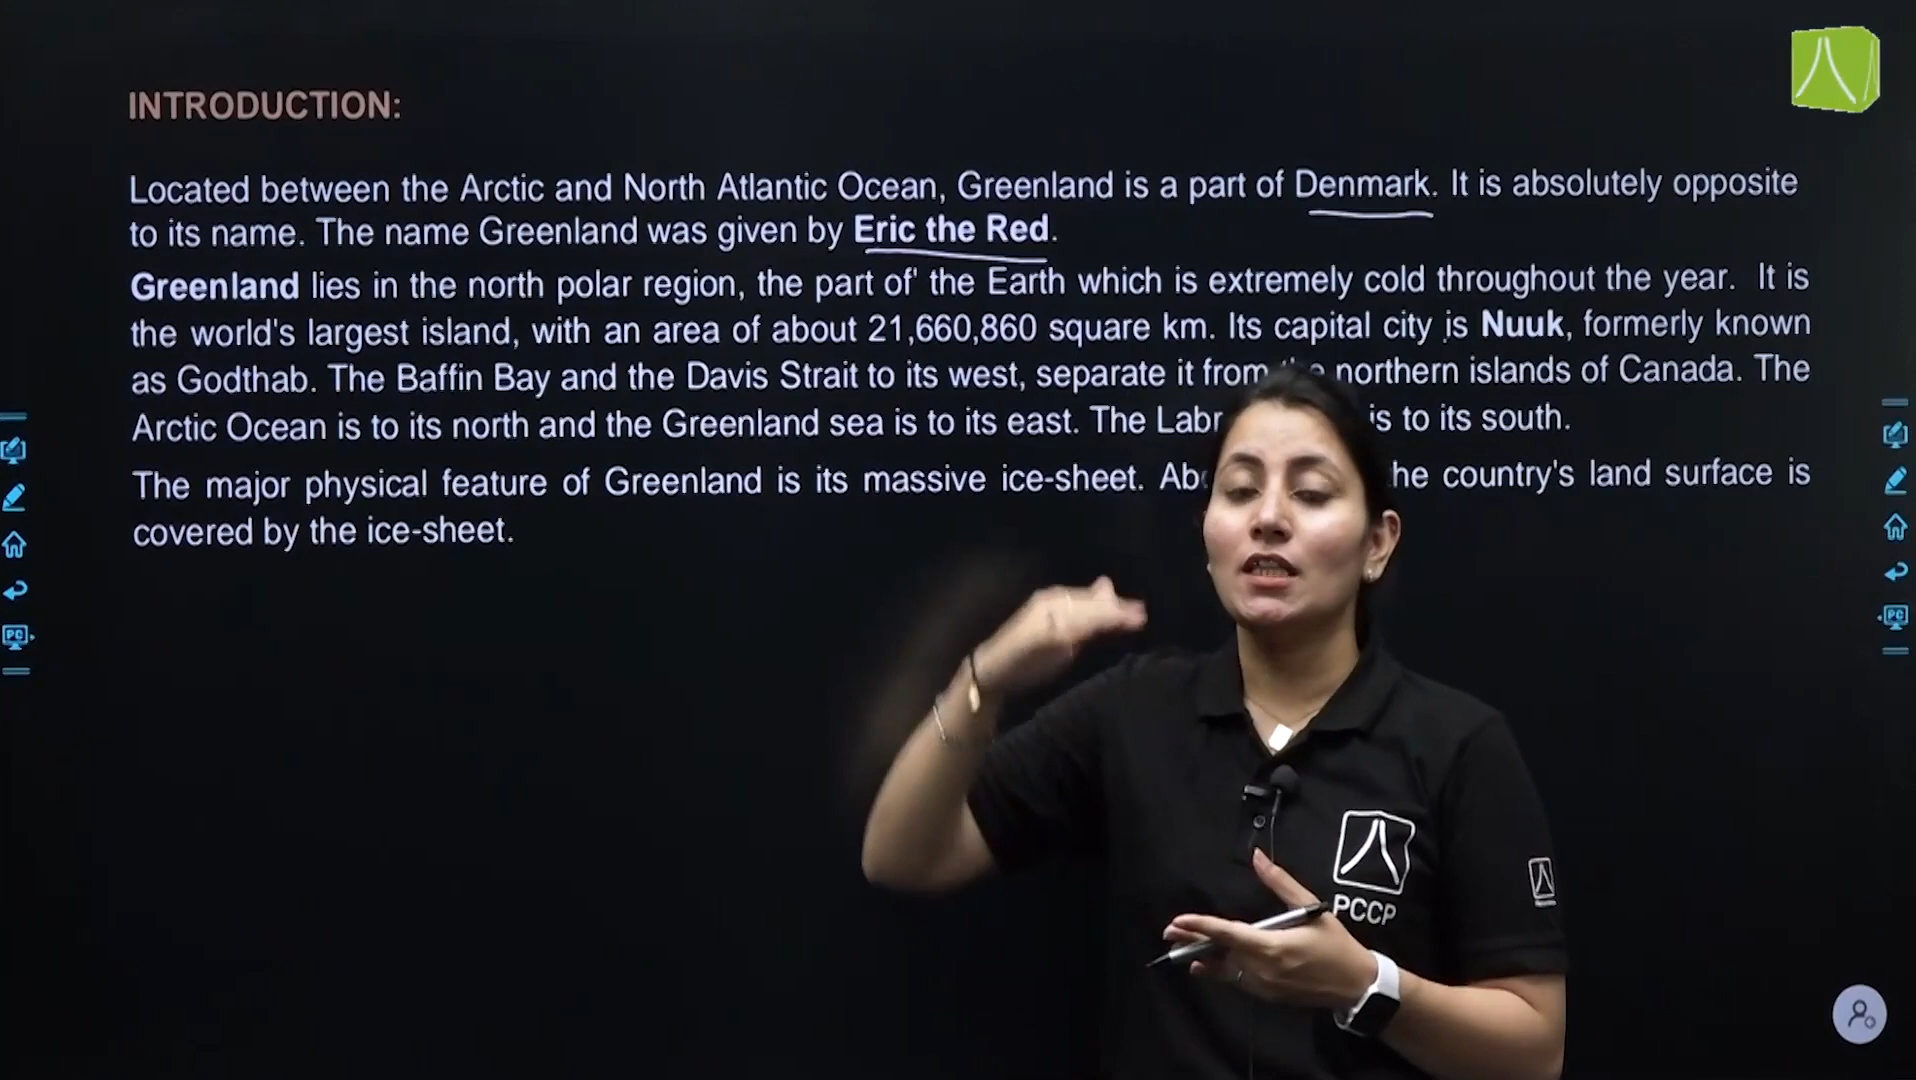 INTRODUCTION:
Located between the Arctic and North Atlantic Ocean, Greenland is a part of Denmark. It is absolutely opposite
to its name. The name Greenland was given by Eric the Red.
Greenland lies in the north polar region, the part of' the Earth which is extremely cold throughout the year. It is
the world's largest island, with an area of about 21,660,860 square km. Its capital city is Nuuk, formerly known
as Godthab. The Baffin Bay and the Davis Strait to its west, separate it from northern islands of Canada. The
Arctic Ocean is to its north and the Greenland sea is to its east. The is to its south.
The major physical feature of Greenland is its massive ice-sheet. the country's land surface is
covered by the ice-sheet.
PCCP
PC
PC